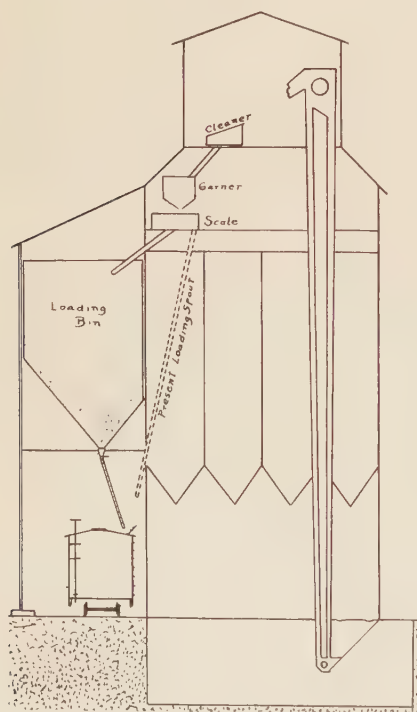 Cleaner
Garner
Scale
Loading
Bin
Present Loading Spout